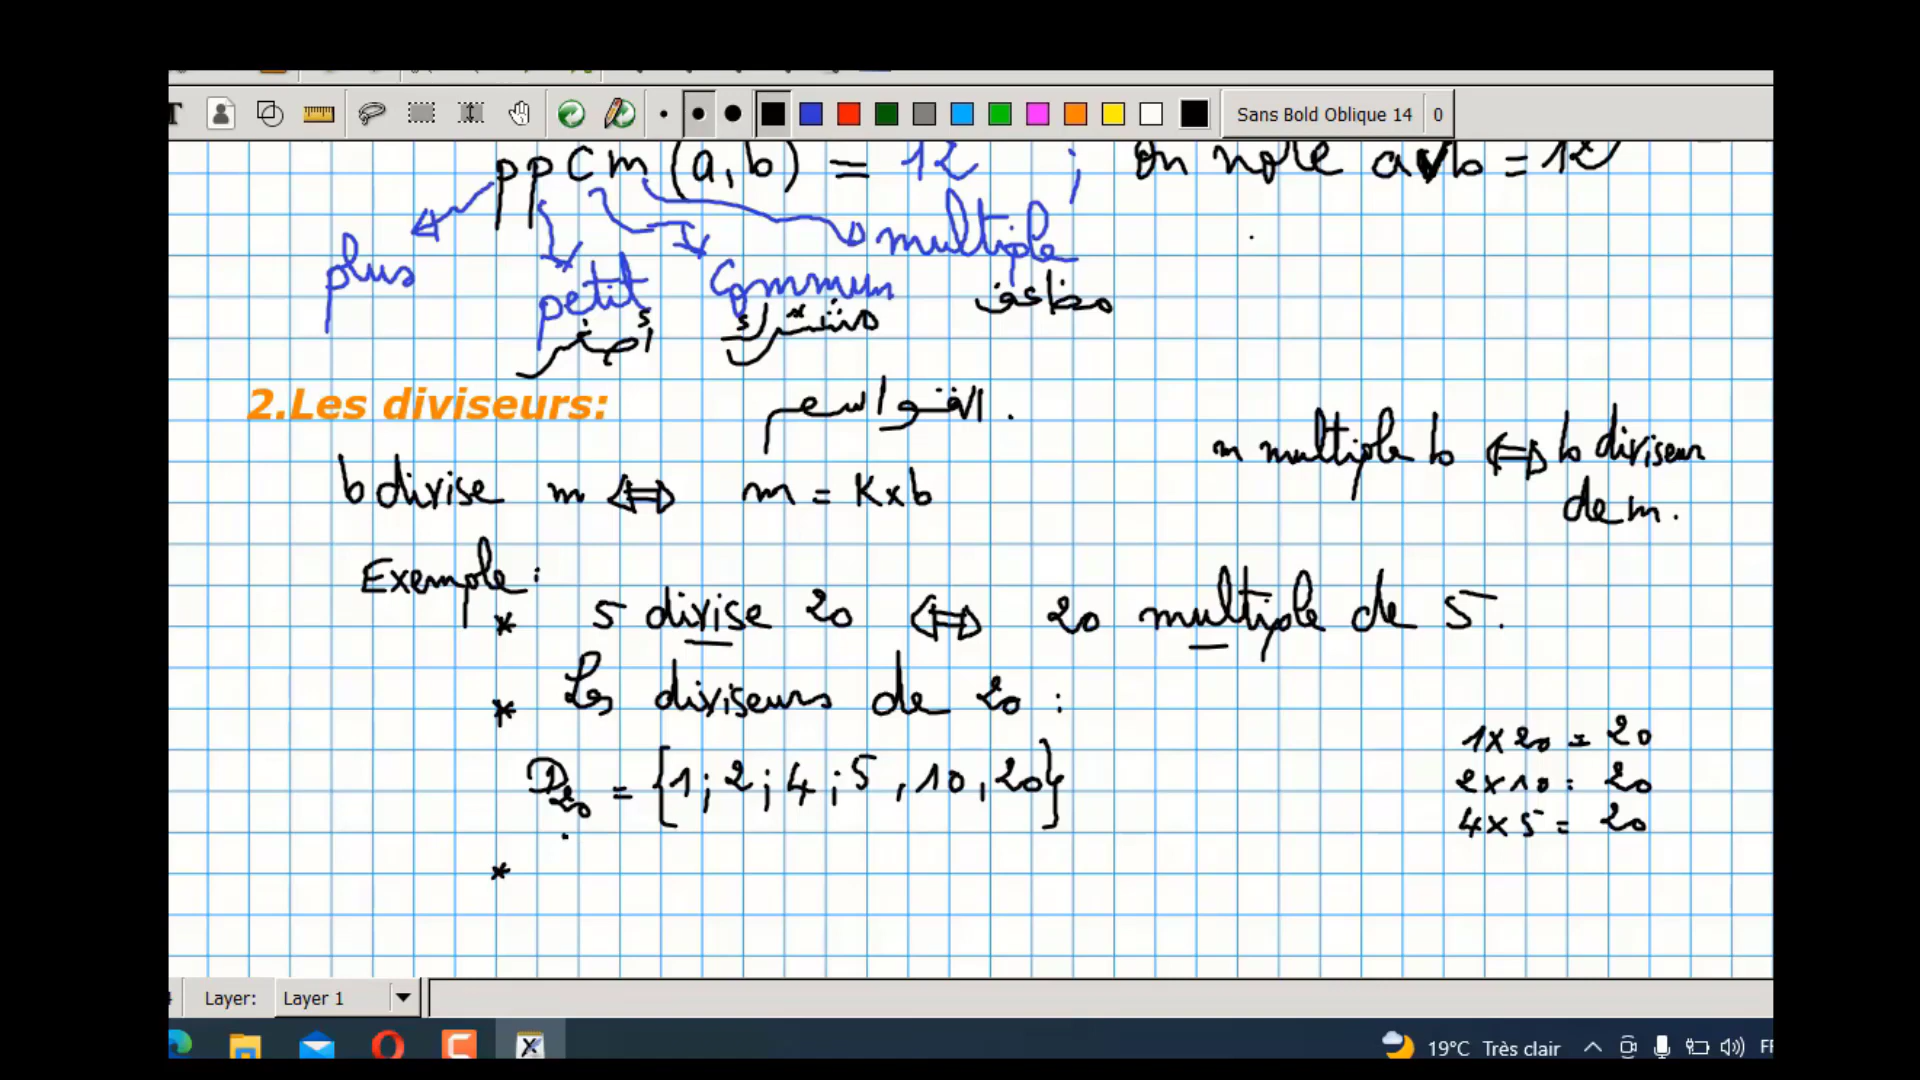 T Sans Bold Oblique 14 0
ppCm (a,b) = 12 ; On note a∨b = 12
plus petit Commun multiple
أصغر مشترك مضاعف
2.Les diviseurs: القواسم.
m multiple b ⇔ b diviseur
de m.
b divise m ⇔ m = K×b
Exemple:
* 5 divise 20 ⇔ 20 multiple de 5.
* Les diviseurs de 20 :
D20 = {1; 2; 4; 5, 10, 20}
1×20 = 20
2×10 = 20
4×5 = 20
*
Layer: Layer 1
19°C Très clair